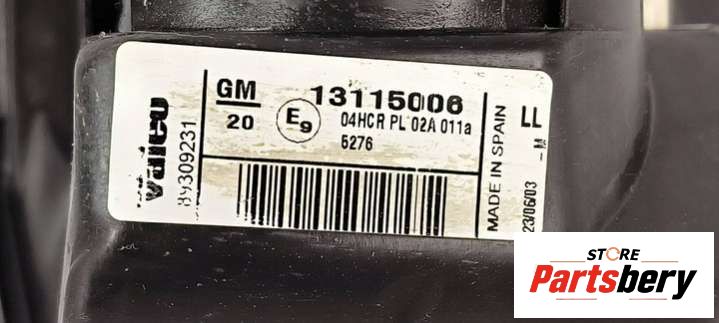 valeo
89309231
GM
20
E9
13115006
04HCR PL 02A 011a
5276
MADE IN SPAIN
LL
23/06/03 -M
STORE
Partsbery